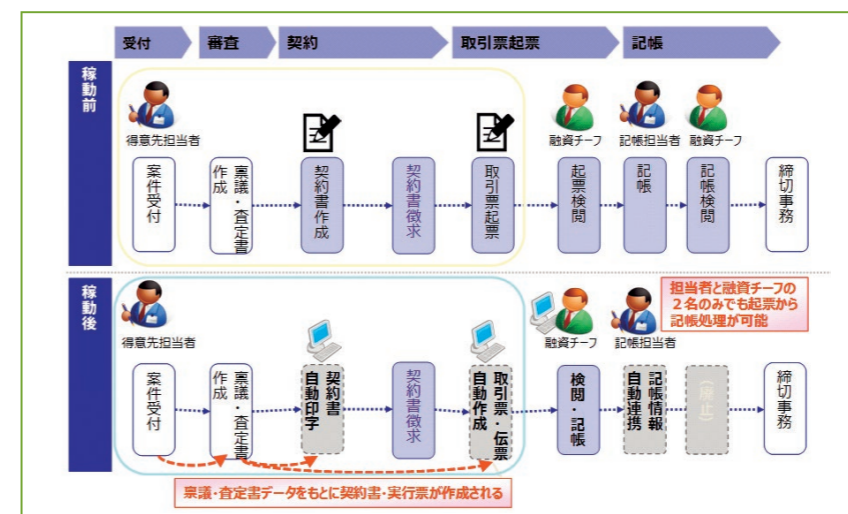 受付
審査
契約
取引票起票
記帳
稼動前
得意先担当者
融資チーフ
記帳担当者
融資チーフ
案件受付
稟議・査定書
作成
契約書作成
契約書徴求
取引票起票
起票検閲
記帳
記帳検閲
締切事務
稼動後
得意先担当者
融資チーフ
記帳担当者
担当者と融資チーフの
2名のみでも起票から
記帳処理が可能
案件受付
稟議・査定書
作成
契約書
自動印字
契約書徴求
取引票・伝票
自動作成
検閲・記帳
記帳情報
自動連携
(廃止)
締切事務
稟議・査定書データをもとに契約書・実行票が作成される